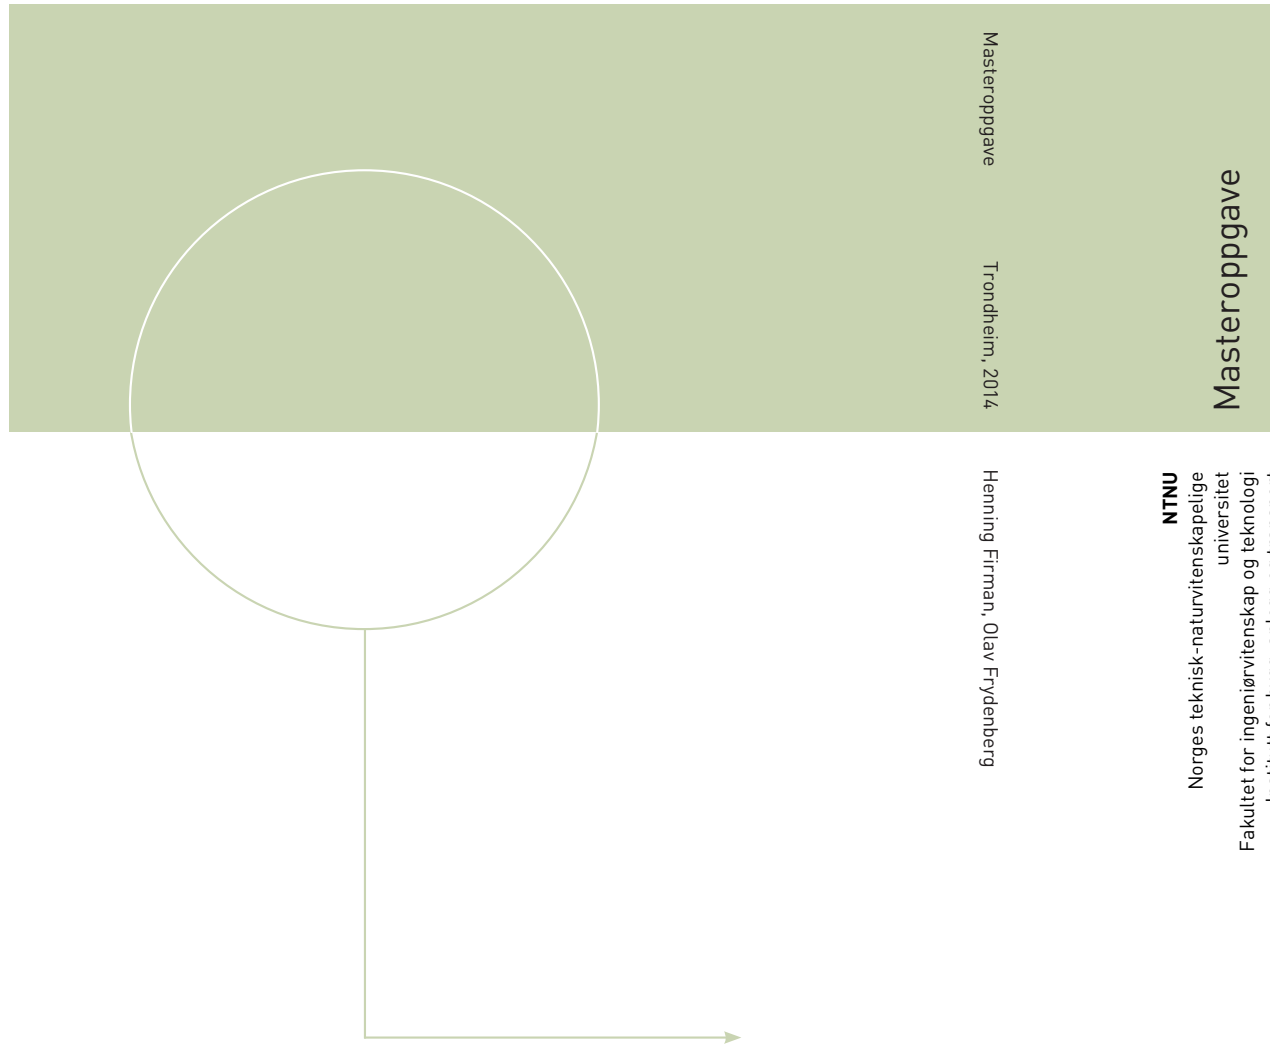 Masteroppgave
Trondheim, 2014
Henning Firman, Olav Frydenberg
Masteroppgave
NTNU
Norges teknisk-naturvitenskapelige
universitet
Fakultet for ingeniørvitenskap og teknologi